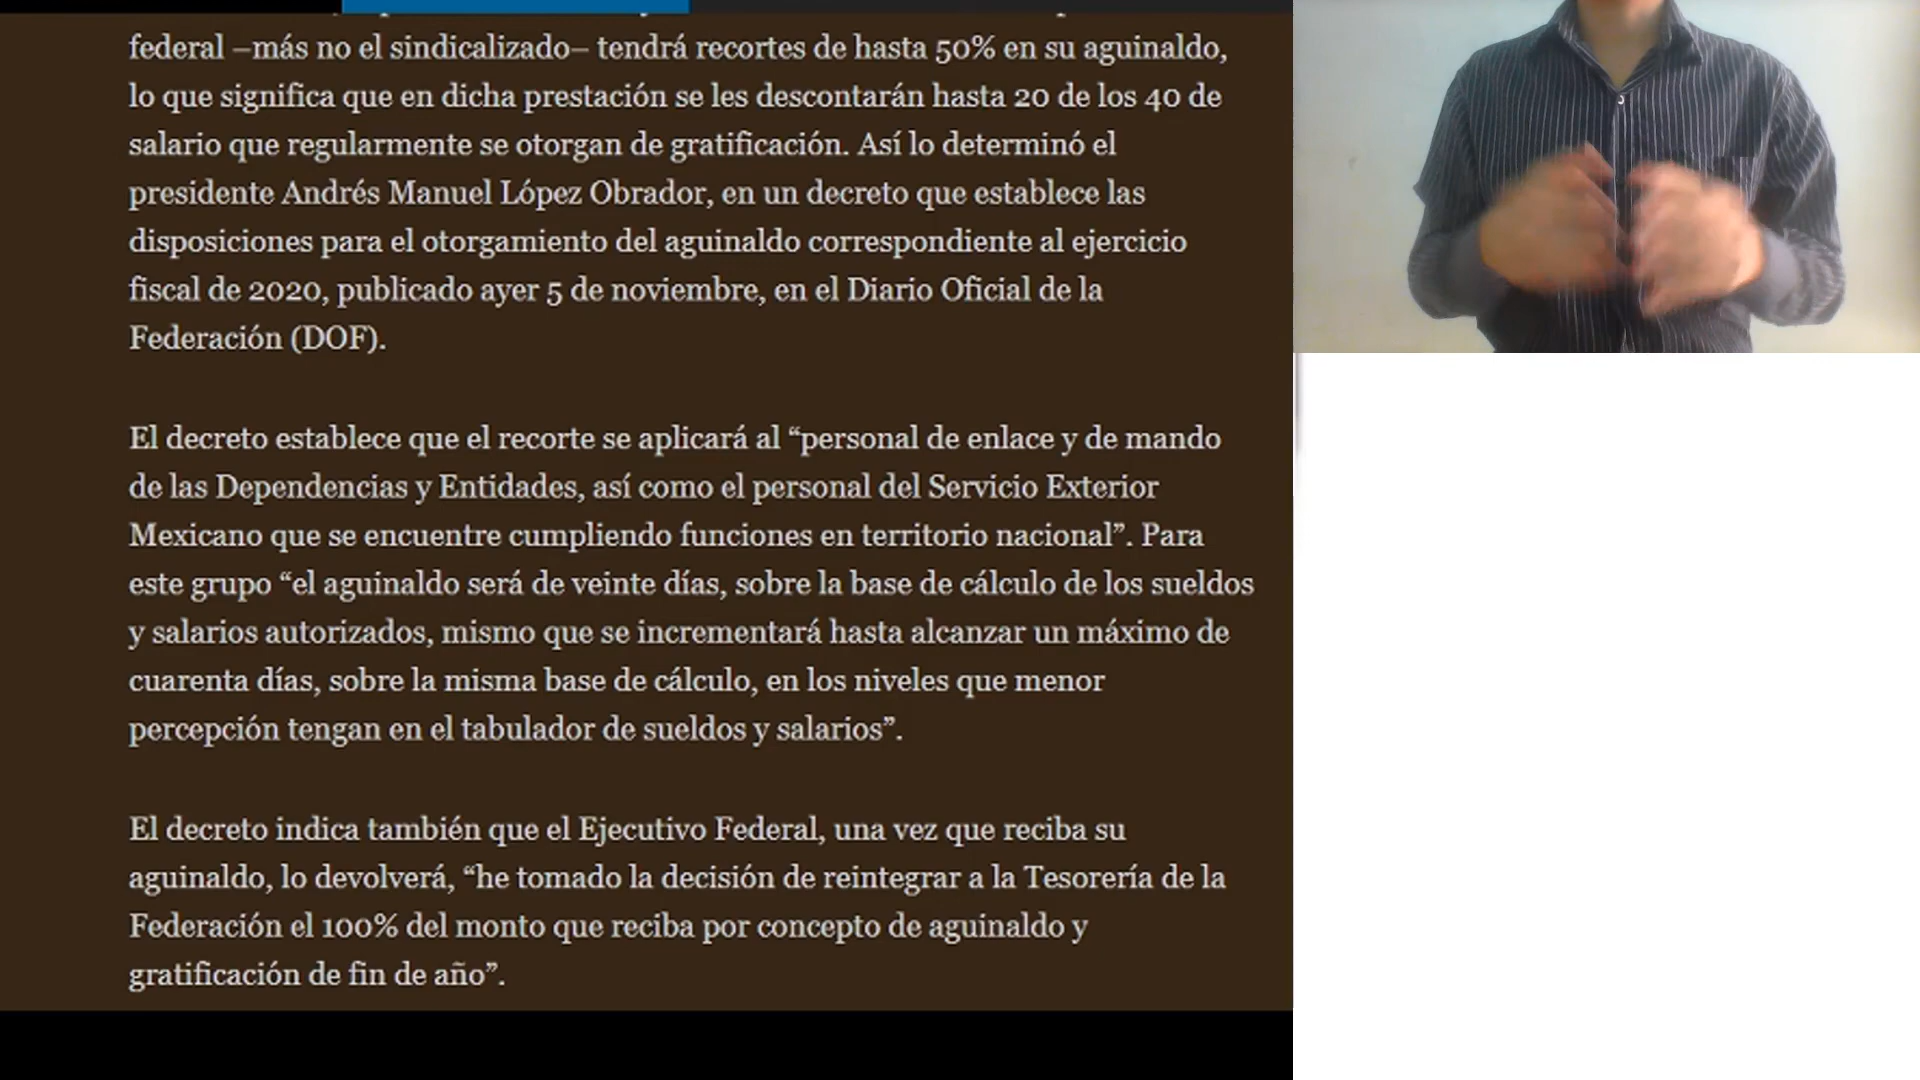 federal –más no el sindicalizado– tendrá recortes de hasta 50% en su aguinaldo,
lo que significa que en dicha prestación se les descontarán hasta 20 de los 40 de
salario que regularmente se otorgan de gratificación. Así lo determinó el
presidente Andrés Manuel López Obrador, en un decreto que establece las
disposiciones para el otorgamiento del aguinaldo correspondiente al ejercicio
fiscal de 2020, publicado ayer 5 de noviembre, en el Diario Oficial de la
Federación (DOF).
El decreto establece que el recorte se aplicará al “personal de enlace y de mando
de las Dependencias y Entidades, así como el personal del Servicio Exterior
Mexicano que se encuentre cumpliendo funciones en territorio nacional”. Para
este grupo “el aguinaldo será de veinte días, sobre la base de cálculo de los sueldos
y salarios autorizados, mismo que se incrementará hasta alcanzar un máximo de
cuarenta días, sobre la misma base de cálculo, en los niveles que menor
percepción tengan en el tabulador de sueldos y salarios”.
El decreto indica también que el Ejecutivo Federal, una vez que reciba su
aguinaldo, lo devolverá, “he tomado la decisión de reintegrar a la Tesorería de la
Federación el 100% del monto que reciba por concepto de aguinaldo y
gratificación de fin de año”.